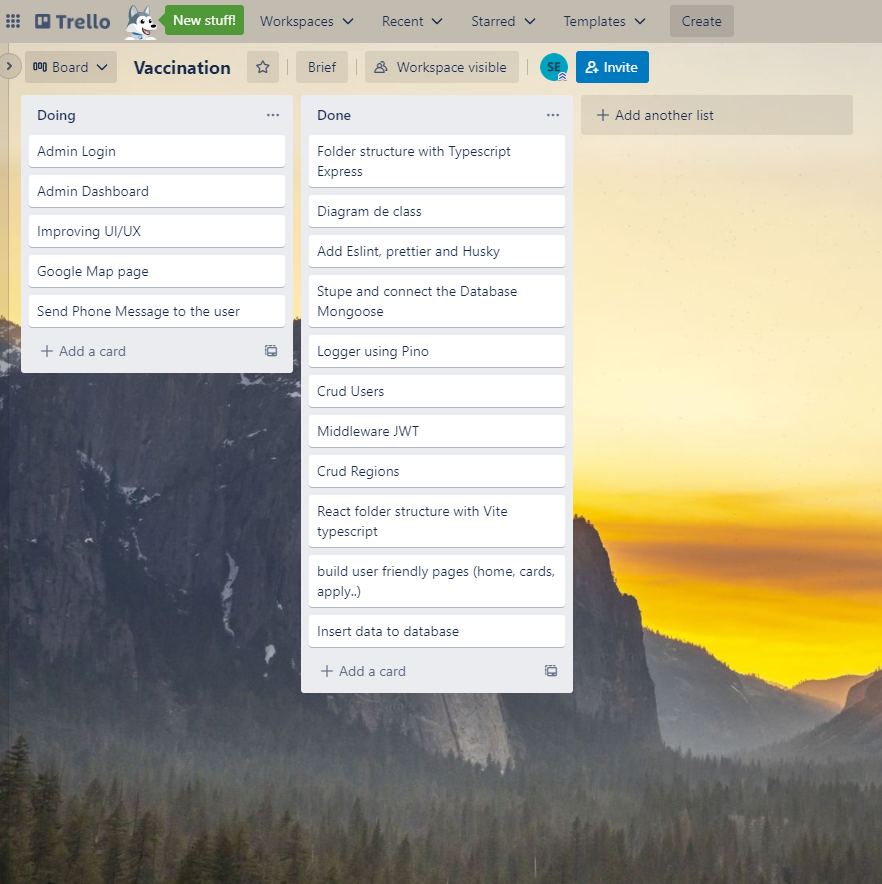 Trello
New stuff!
Workspaces
Recent
Starred
Templates
Create
Board
Vaccination
Brief
Workspace visible
SE
Invite
Doing
Admin Login
Admin Dashboard
Improving UI/UX
Google Map page
Send Phone Message to the user
Add a card
Done
Folder structure with Typescript
Express
Diagram de class
Add Eslint, prettier and Husky
Stupe and connect the Database
Mongoose
Logger using Pino
Crud Users
Middleware JWT
Crud Regions
React folder structure with Vite
typescript
build user friendly pages (home, cards,
apply..)
Insert data to database
Add a card
Add another list